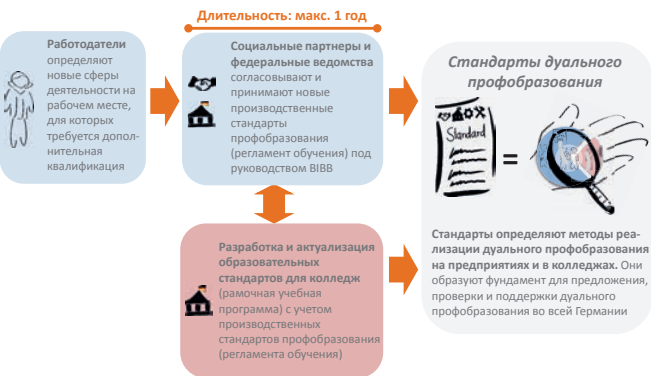 Длительность: макс. 1 год
Работодатели
определяют
новые сферы
деятельности на
рабочем месте,
для которых
требуется допол-
нительная
квалификация
Социальные партнеры и
федеральные ведомства
согласовывают и
принимают новые
производственные
стандарты
профобразования
(регламент обучения) под
руководством BIBB
Разработка и актуализация
образовательных
стандартов для колледж
(рамочная учебная
программа) с учетом
производственных
стандартов профобразования
(регламента обучения)
Стандарты дуального
профобразования
Standard
=
Стандарты определяют методы реа-
лизации дуального профобразования
на предприятиях и в колледжах. Они
образуют фундамент для предложения,
проверки и поддержки дуального
профобразования во всей Германии